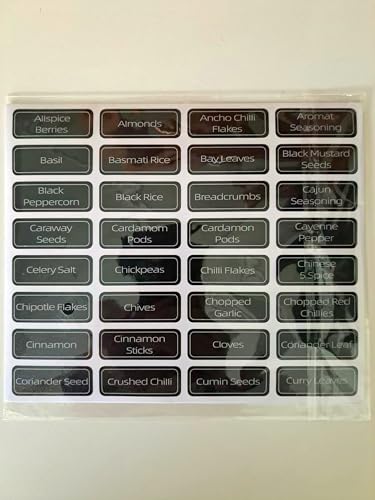 Allspice
Berries
Almonds
Ancho Chilli
Flakes
Aromat
Seasoning
Basil
Basmati Rice
Bay Leaves
Black Mustard
Seeds
Black
Peppercorn
Black Rice
Breadcrumbs
Cajun
Seasoning
Caraway
Seeds
Cardamom
Pods
Cardamon
Pods
Cayenne
Pepper
Celery Salt
Chickpeas
Chilli Flakes
Chinese
5 Spice
Chipotle Flakes
Chives
Chopped
Garlic
Chopped Red
Chillies
Cinnamon
Cinnamon
Sticks
Cloves
Coriander Leaf
Coriander Seed
Crushed Chilli
Cumin Seeds
Curry Leaves